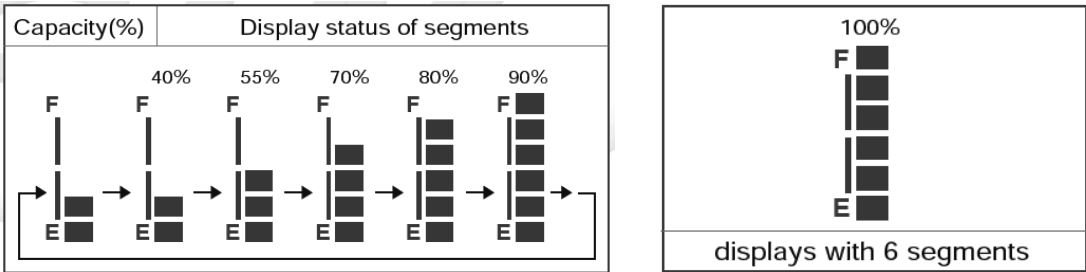 Capacity(%) Display status of segments
40% 55% 70% 80% 90%
F F F F F F
E E E E E E
100%
F
E
displays with 6 segments